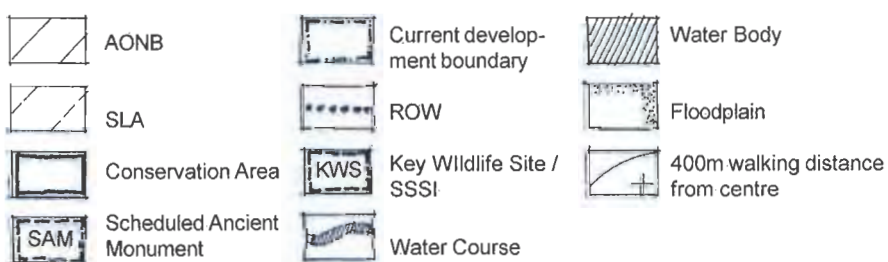 AONB
SLA
Conservation Area
SAM
Scheduled Ancient
Monument
Current develop-
ment boundary
ROW
KWS
Key WIldlife Site /
SSSI
Water Course
Water Body
Floodplain
400m walking distance
from centre